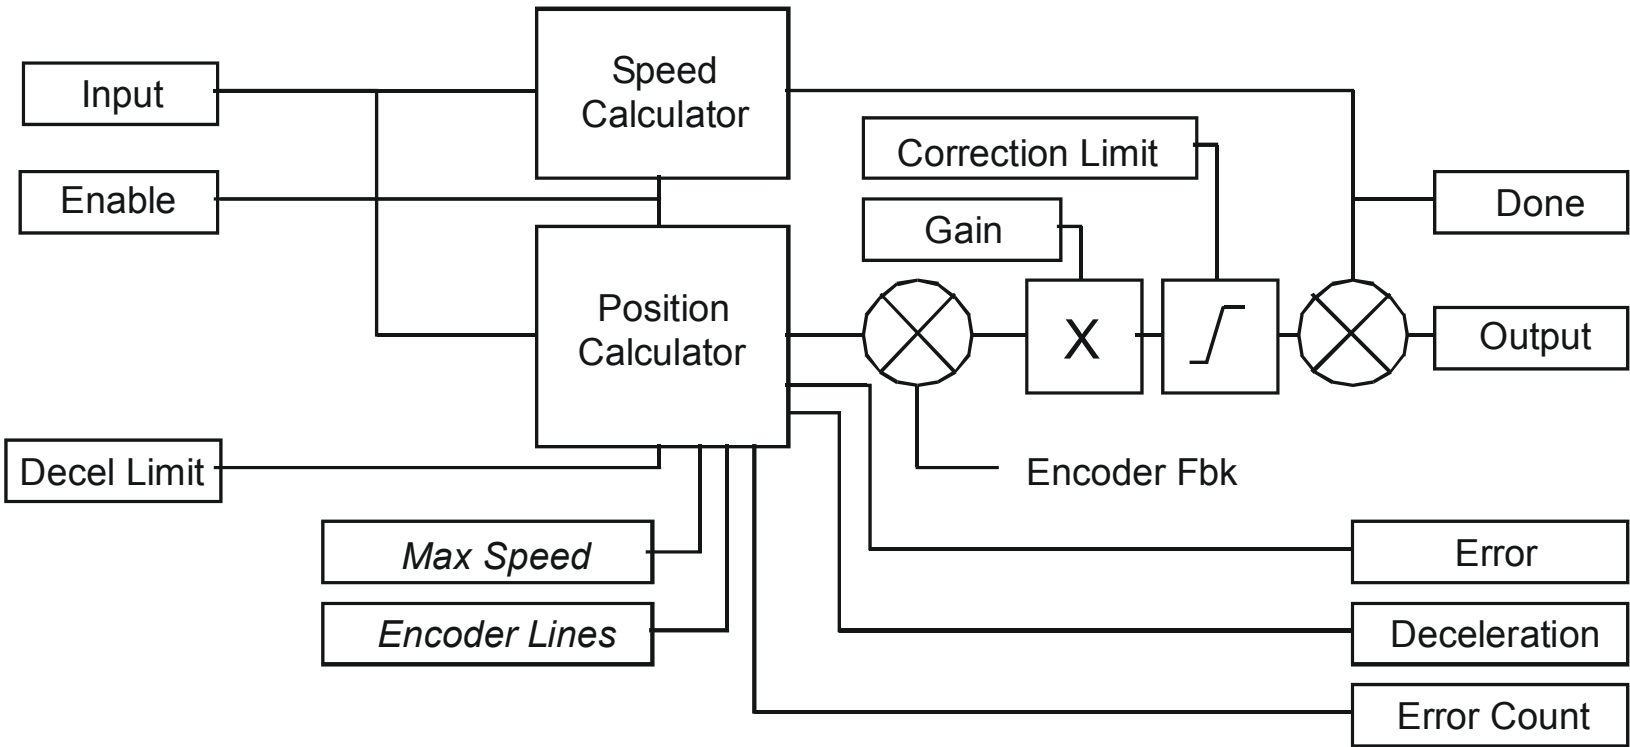 Input
Speed
Calculator
Correction Limit
Enable
Gain
Done
Position
Calculator
X
Output
Decel Limit
Encoder Fbk
Max Speed
Error
Encoder Lines
Deceleration
Error Count